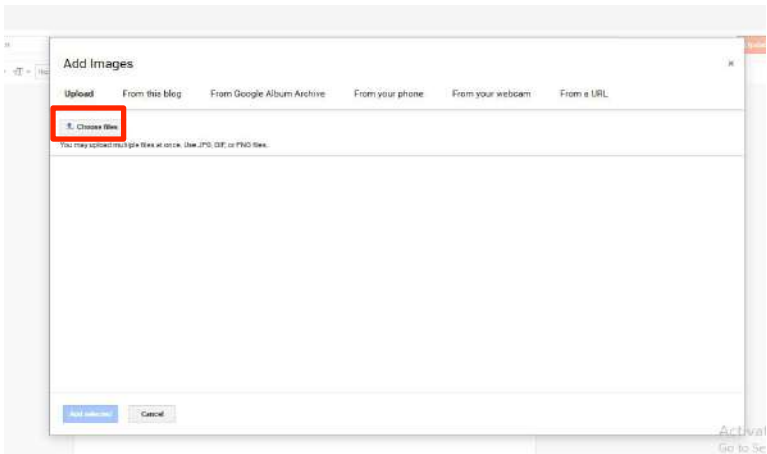 Add Images
Upload From this blog From Google Album Archive From your phone From your webcam From a URL
Choose files
You may upload multiple files at once. Use JPG, GIF, or PNG files.
Add selected Cancel
Activat
Go to Se